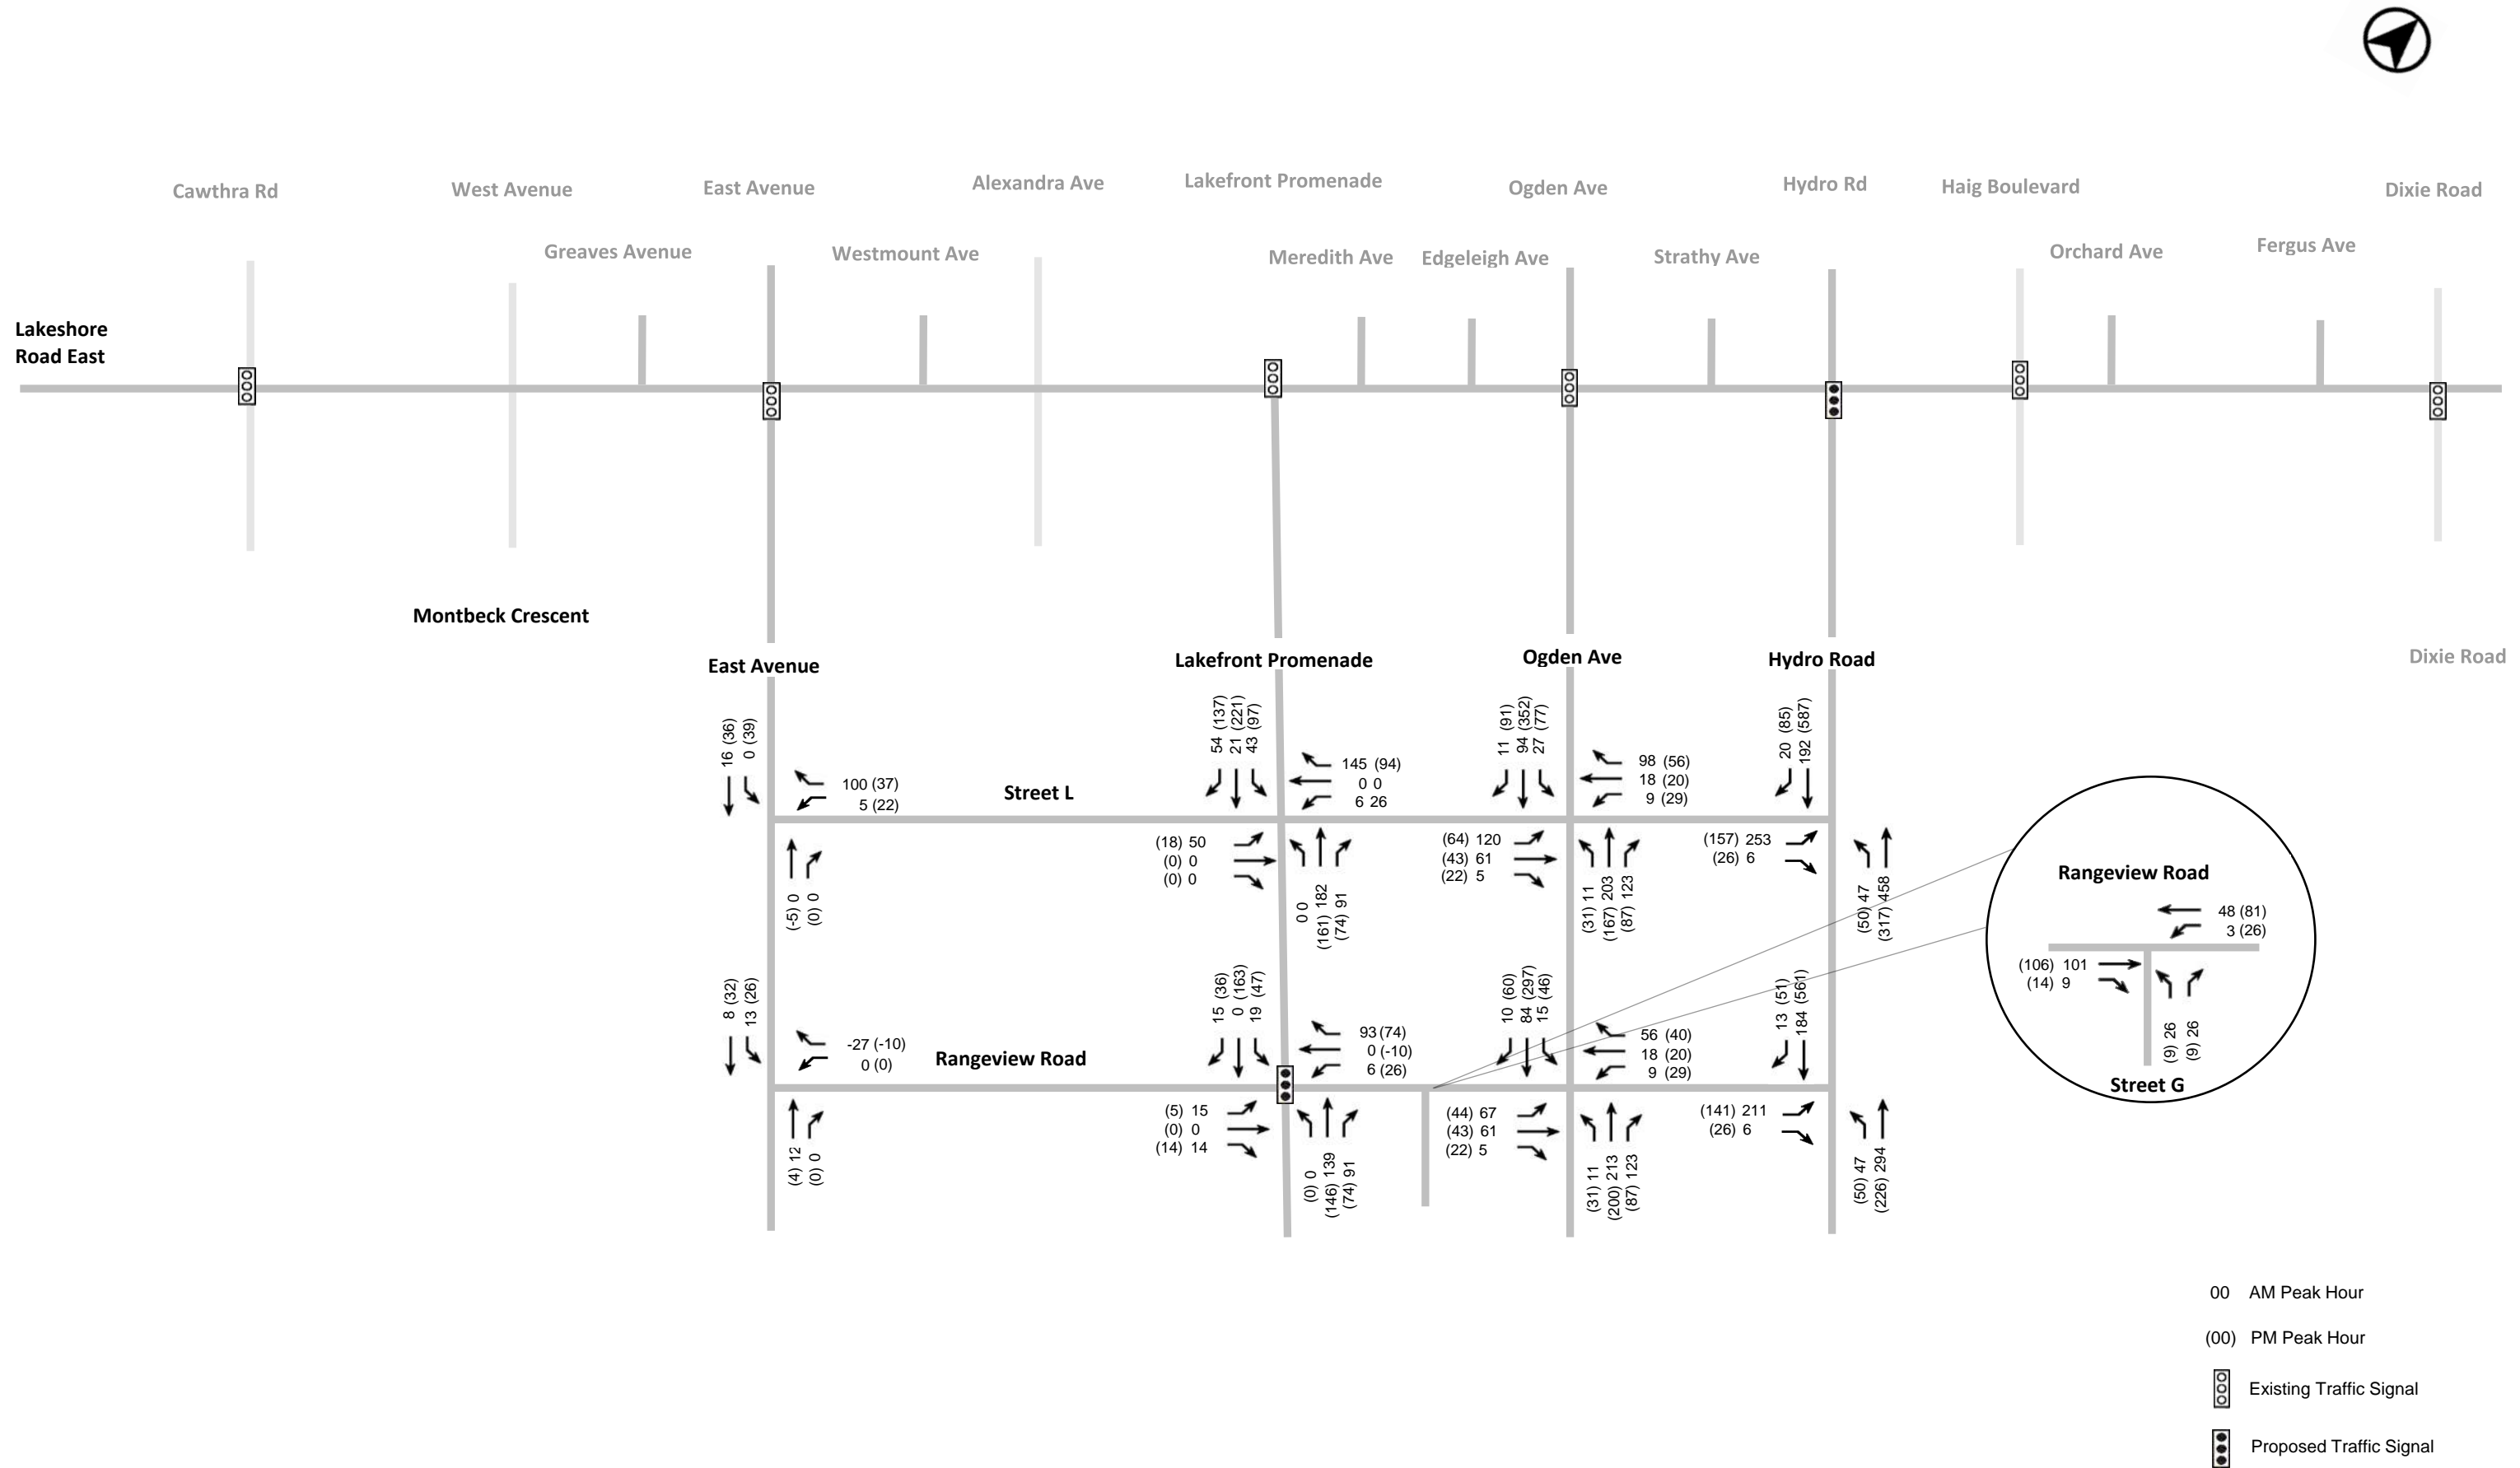 Cawthra Rd
West Avenue
East Avenue
Alexandra Ave
Lakefront Promenade
Ogden Ave
Hydro Rd
Haig Boulevard
Dixie Road
Greaves Avenue
Westmount Ave
Meredith Ave
Edgeleigh Ave
Strathy Ave
Orchard Ave
Fergus Ave
Lakeshore
Road East
Montbeck Crescent
East Avenue
Lakefront Promenade
Ogden Ave
Hydro Road
Dixie Road
16 (36)
0 (39)
100 (37)
5 (22)
Street L
54 (137)
21 (221)
43 (97)
145 (94)
0 0
6 26
11 (91)
94 (352)
27 (77)
98 (56)
18 (20)
9 (29)
20 (85)
192 (587)
(-5) 0
(0) 0
(18) 50
(0) 0
(0) 0
0 0
(161) 182
(74) 91
(64) 120
(43) 61
(22) 5
(31) 11
(167) 203
(87) 123
(157) 253
(26) 6
(50) 47
(317) 458
Rangeview Road
48 (81)
3 (26)
(106) 101
(14) 9
(9) 26
(9) 26
Street G
8 (32)
13 (26)
-27 (-10)
0 (0)
Rangeview Road
15 (36)
0 (163)
19 (47)
93 (74)
0 (-10)
6 (26)
10 (60)
84 (297)
15 (46)
56 (40)
18 (20)
9 (29)
13 (51)
184 (561)
(4) 12
(0) 0
(5) 15
(0) 0
(14) 14
(0) 0
(146) 139
(74) 91
(44) 67
(43) 61
(22) 5
(31) 11
(200) 213
(87) 123
(141) 211
(26) 6
(50) 47
(226) 294
00 AM Peak Hour
(00) PM Peak Hour
Existing Traffic Signal
Proposed Traffic Signal